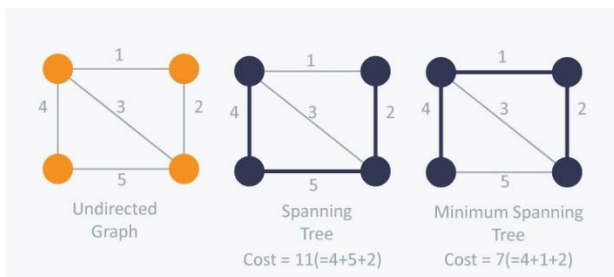 1
4
3
2
5
Undirected
Graph
1
4
3
2
5
Spanning
Tree
Cost = 11(=4+5+2)
1
4
3
2
5
Minimum Spanning
Tree
Cost = 7(=4+1+2)